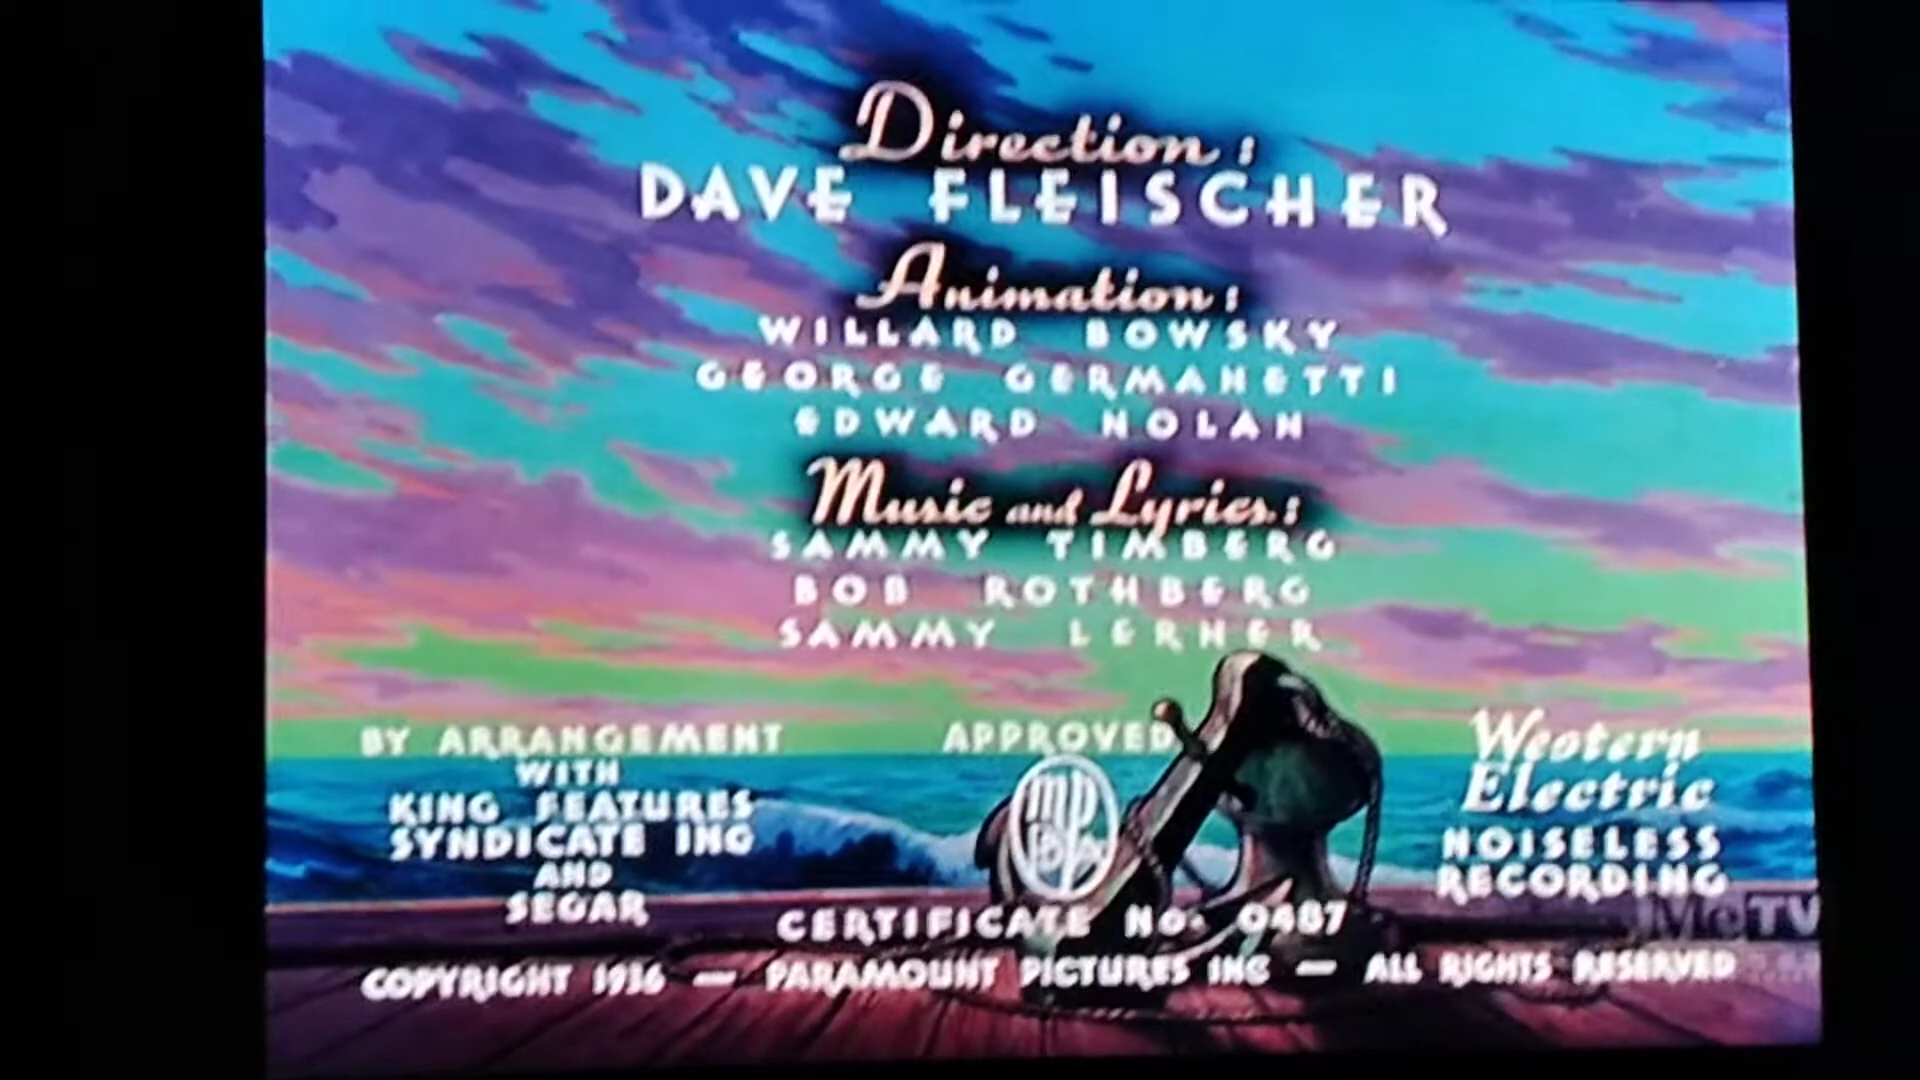 Direction:
DAVE FLEISCHER
Animation:
WILLARD BOWSKY
GEORGE GERMANETTI
EDWARD NOLAN
Music and Lyrics:
SAMMY TIMBERG
BOB ROTHBERG
SAMMY LERNER
BY ARRANGEMENT
WITH
KING FEATURES
SYNDICATE INC
AND
SEGAR
APPROVED
Western
Electric
NOISELESS
RECORDING
MeTV
CERTIFICATE NO. 0487
COPYRIGHT 1936 — PARAMOUNT PICTURES INC — ALL RIGHTS RESERVED